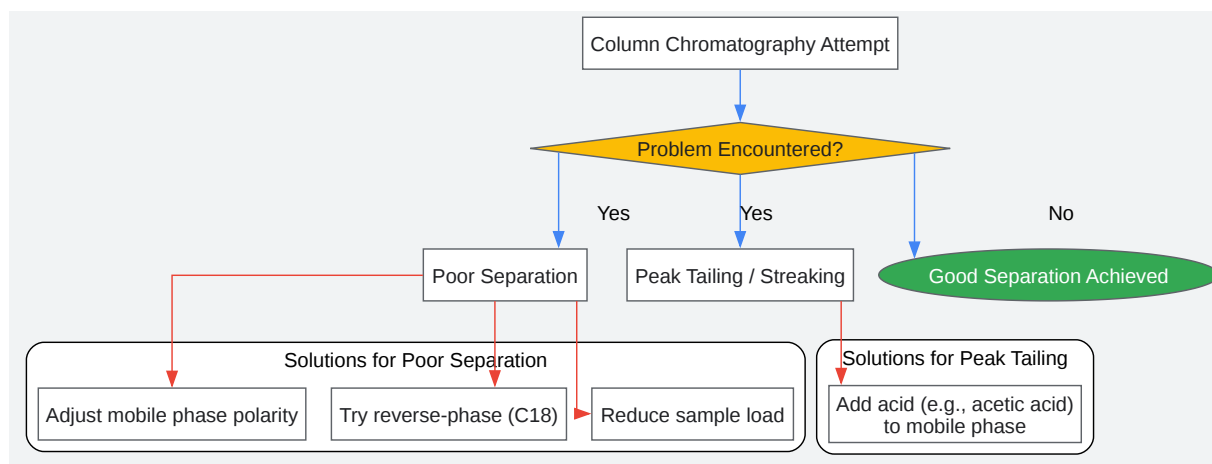 Column Chromatography Attempt
Problem Encountered?
Yes
Yes
No
Poor Separation
Peak Tailing / Streaking
Good Separation Achieved
Solutions for Poor Separation
Adjust mobile phase polarity
Try reverse-phase (C18)
Reduce sample load
Solutions for Peak Tailing
Add acid (e.g., acetic acid)
to mobile phase